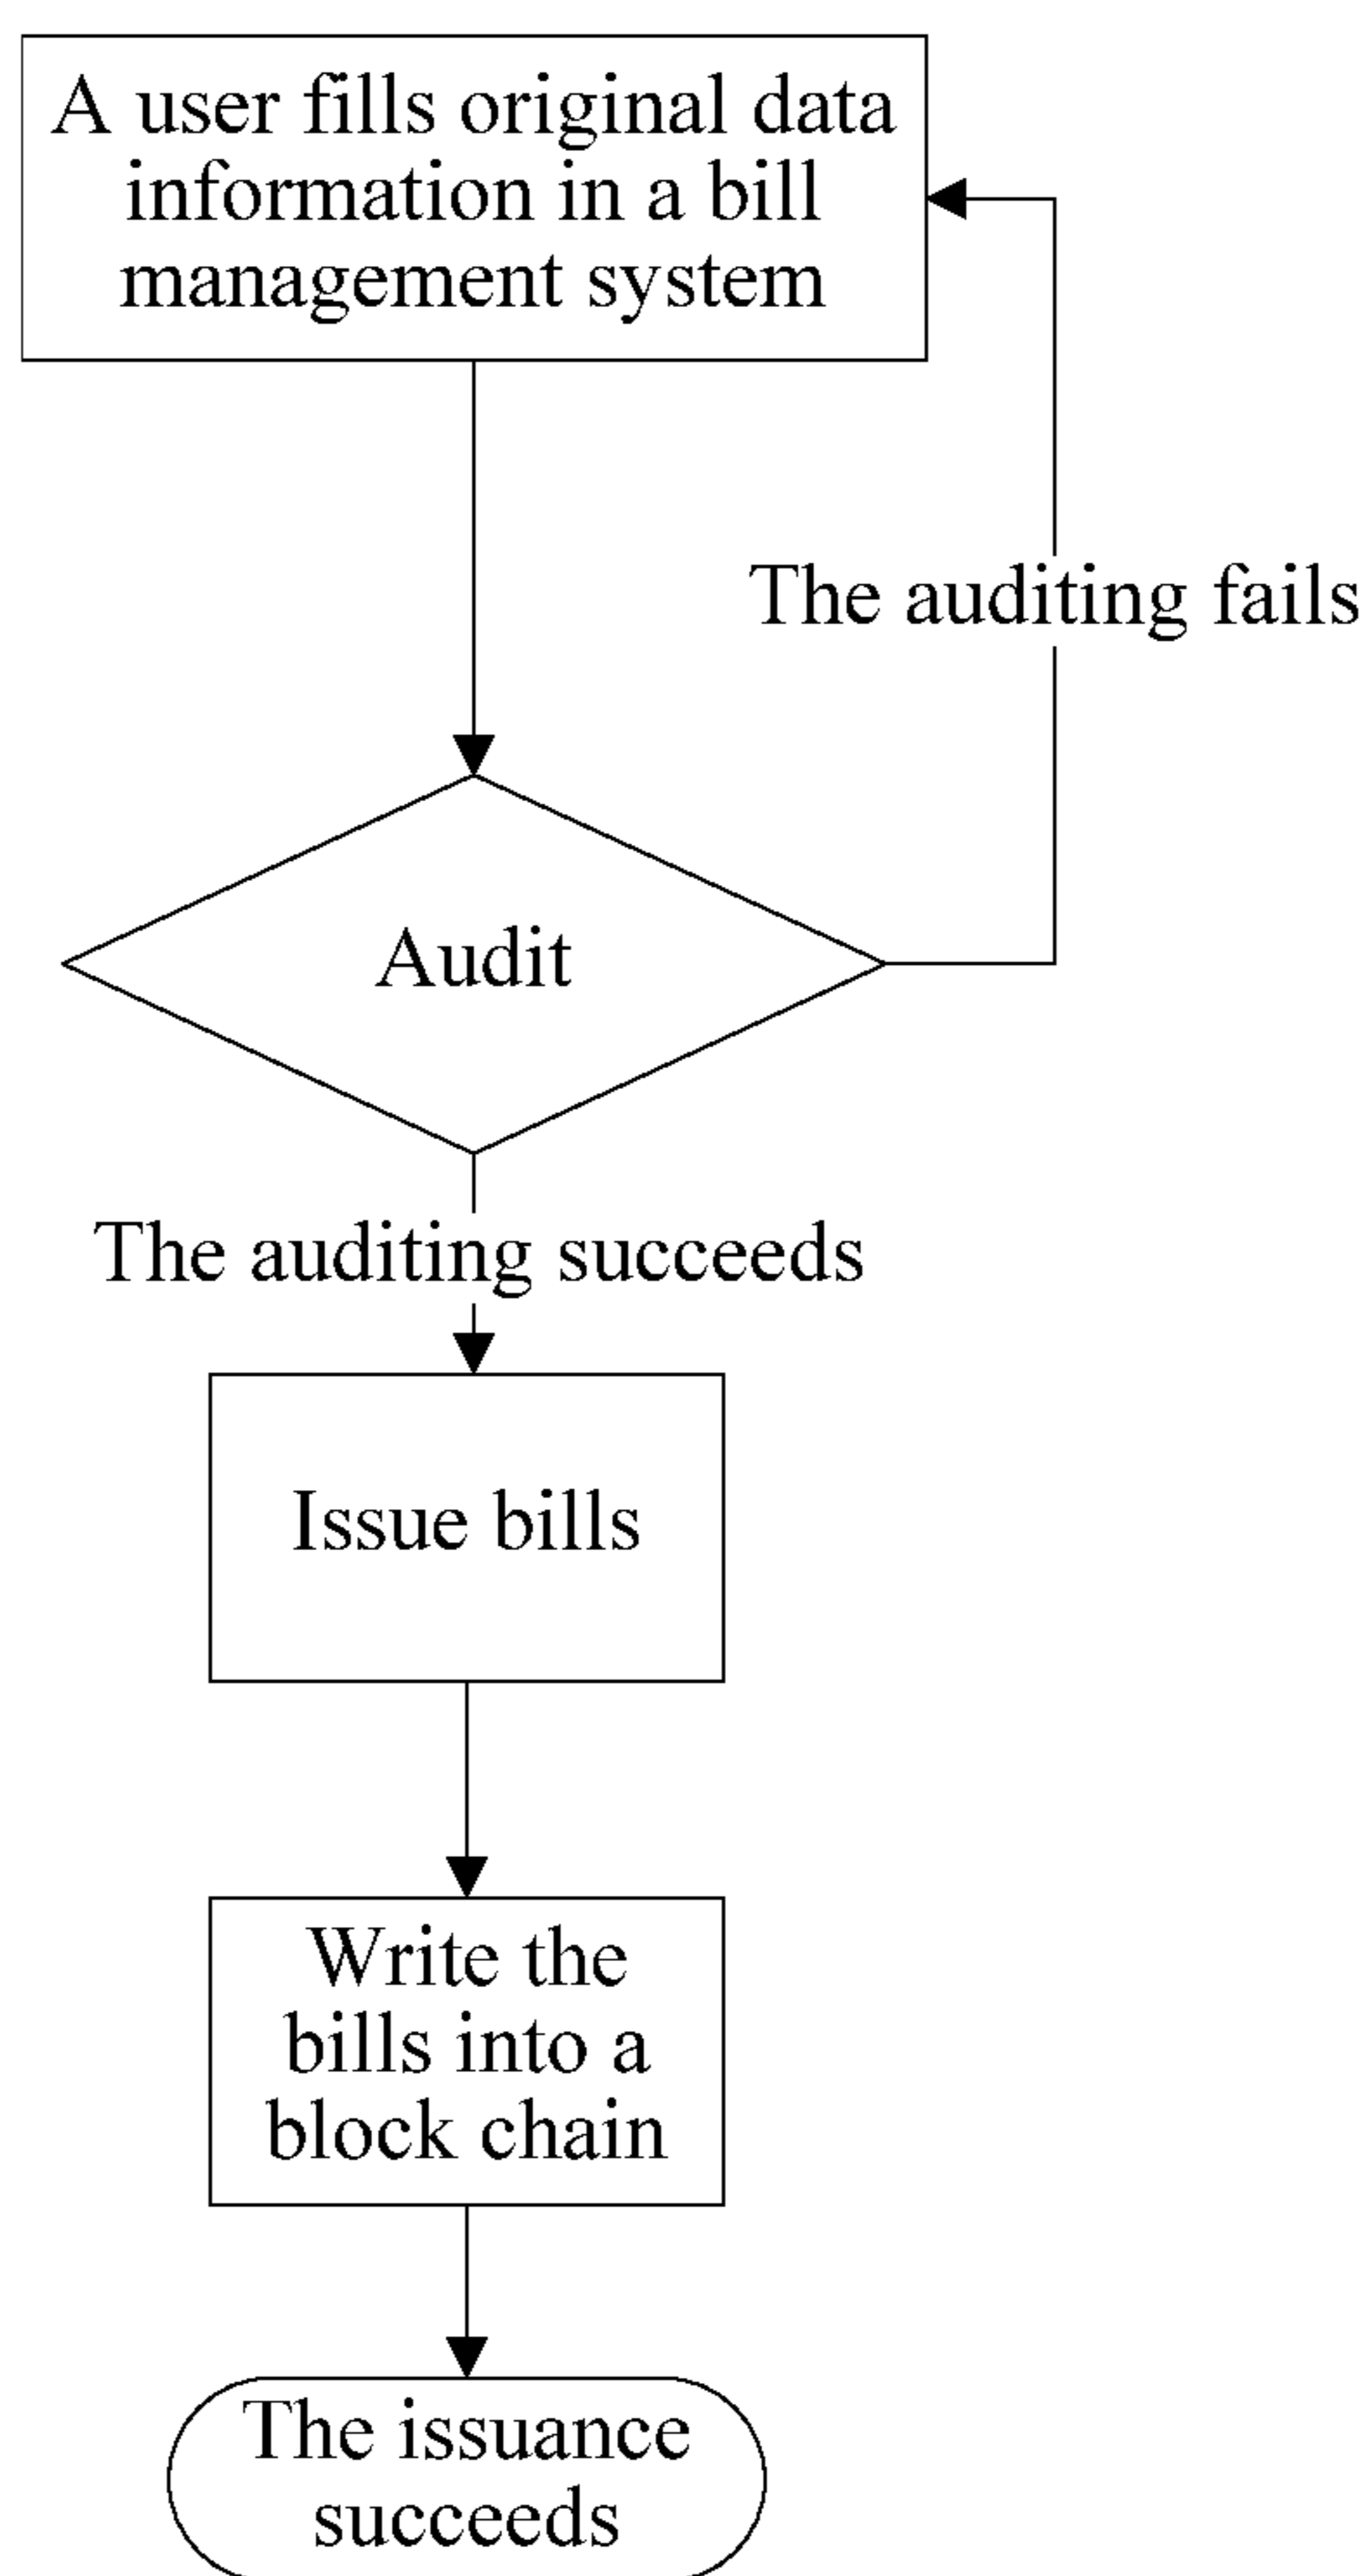 A user fills original data
information in a bill
management system
The auditing fails
Audit
The auditing succeeds
Issue bills
Write the
bills into a
block chain
The issuance
succeeds